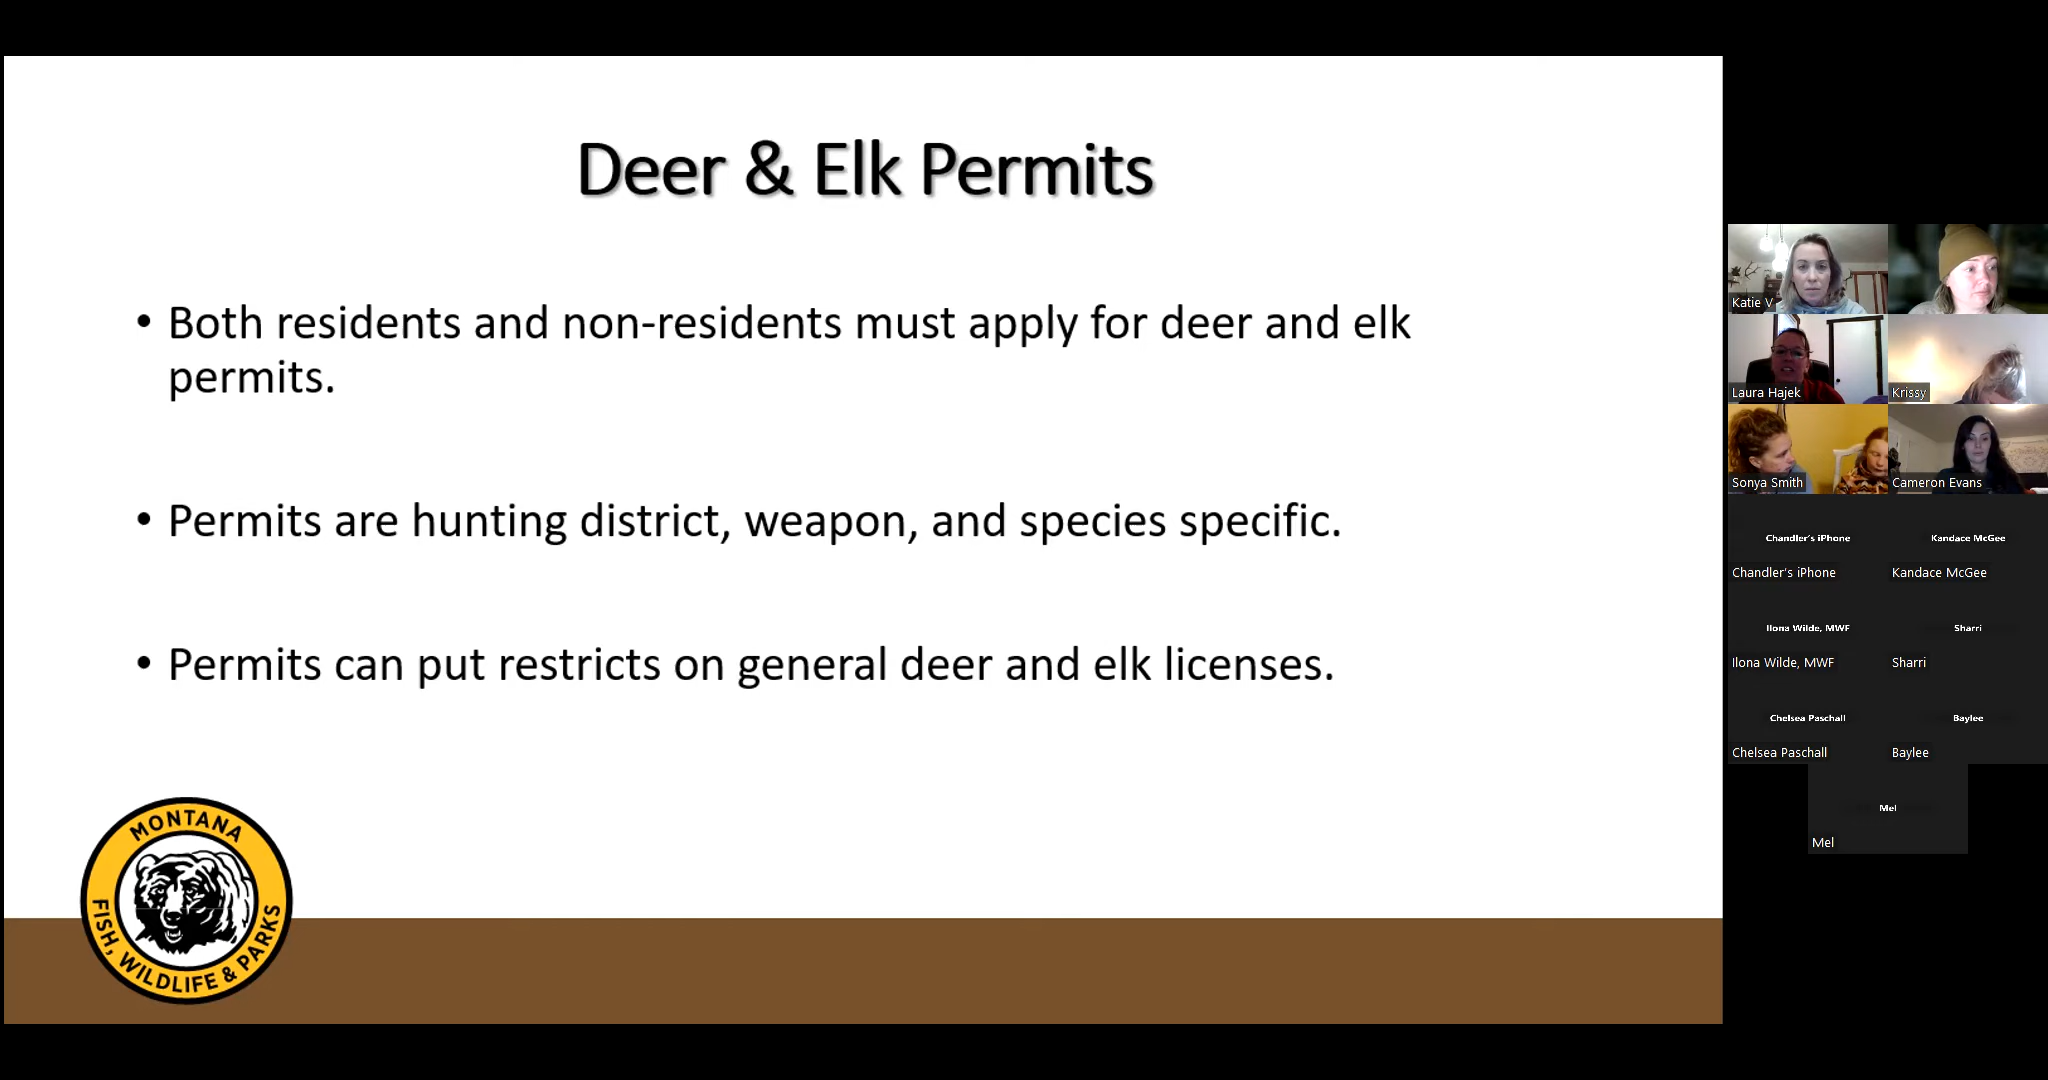 Deer & Elk Permits
• Both residents and non-residents must apply for deer and elk
permits.
• Permits are hunting district, weapon, and species specific.
• Permits can put restricts on general deer and elk licenses.
MONTANA
FISH, WILDLIFE & PARKS
Katie V
Laura Hajek
Krissy
Sonya Smith
Cameron Evans
Chandler's iPhone
Kandace McGee
Chandler's iPhone
Kandace McGee
Ilona Wilde, MWF
Sharri
Ilona Wilde, MWF
Sharri
Chelsea Paschall
Baylee
Chelsea Paschall
Baylee
Mel
Mel